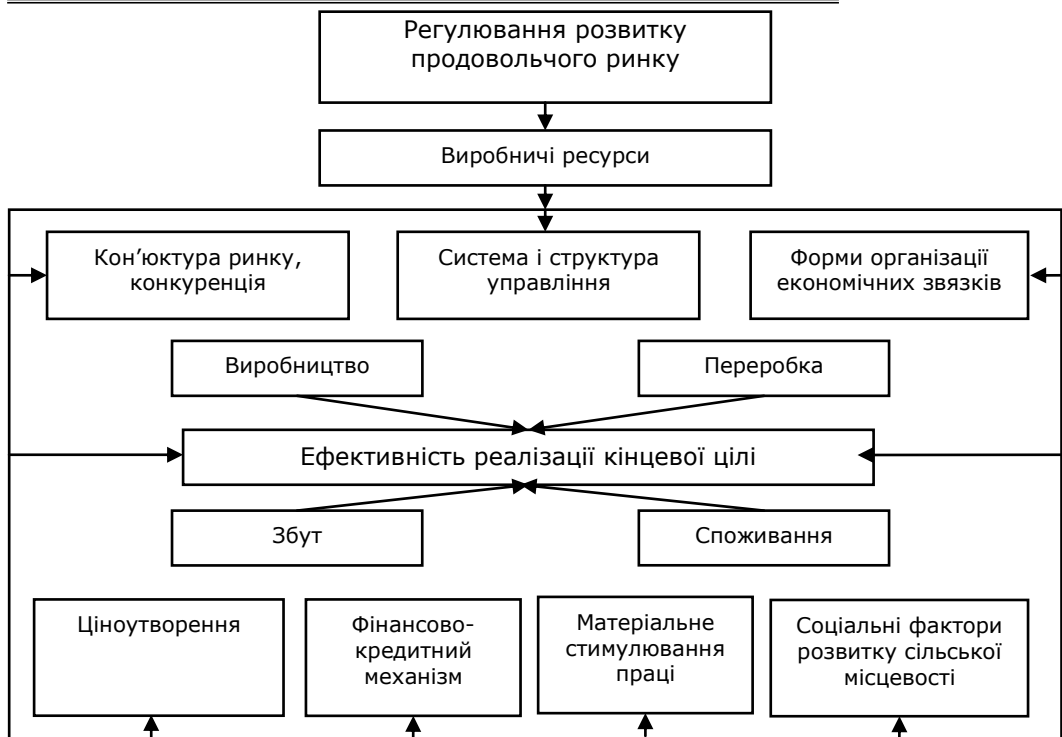 Регулювання розвитку
продовольчого ринку
Виробничі ресурси
Кон’юктура ринку,
конкуренція
Система і структура
управління
Форми організації
економічних звязків
Виробництво
Переробка
Ефективність реалізації кінцевої цілі
Збут
Споживання
Ціноутворення
Фінансово-
кредитний
механізм
Матеріальне
стимулювання
праці
Соціальні фактори
розвитку сільської
місцевості